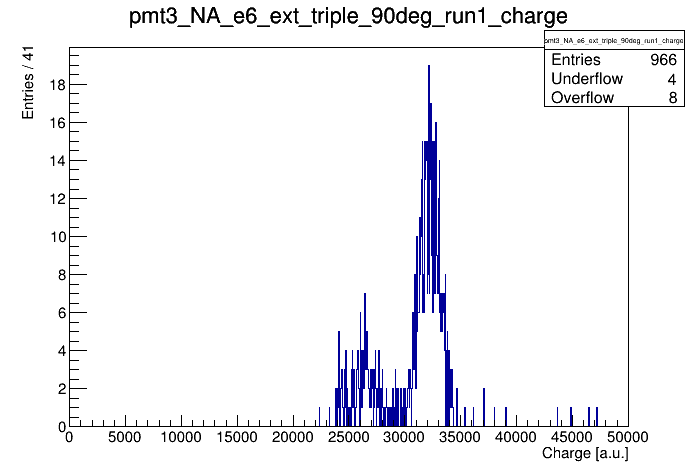 pmt3_NA_e6_ext_triple_90deg_run1_charge
pmt3_NA_e6_ext_triple_90deg_run1_charge
Entries 966
Underflow 4
Overflow 8
Entries / 41
18
16
14
12
10
8
6
4
2
0
0 5000 10000 15000 20000 25000 30000 35000 40000 45000 50000
Charge [a.u.]